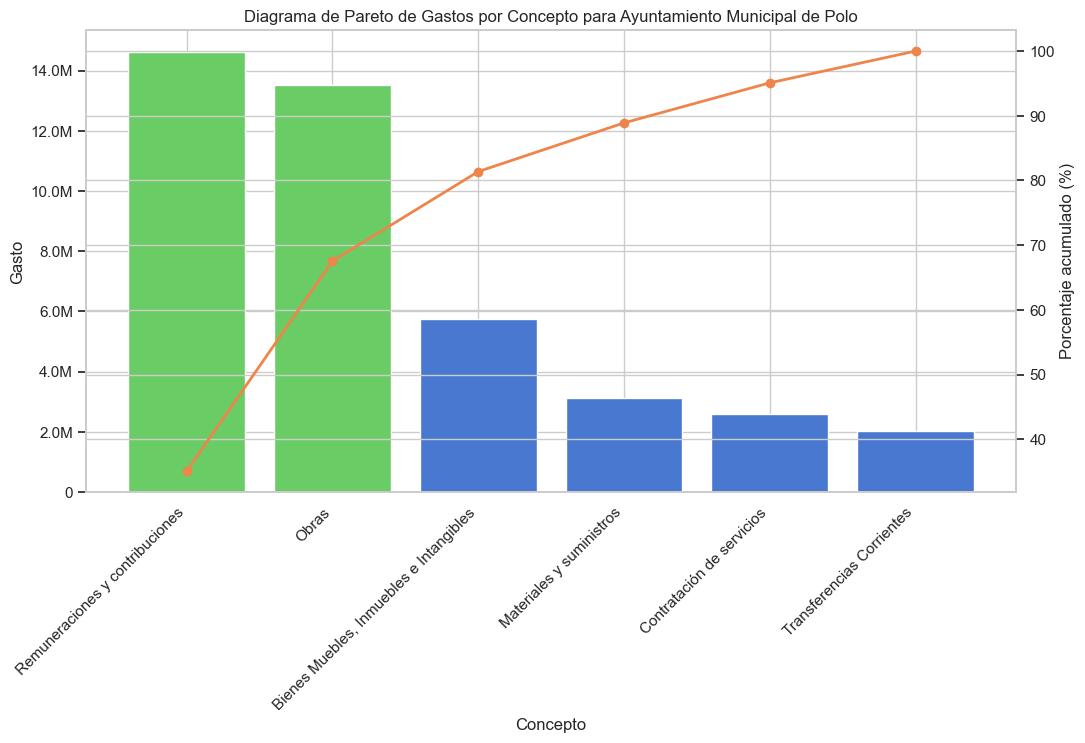 Diagrama de Pareto de Gastos por Concepto para Ayuntamiento Municipal de Polo
Gasto
14.0M
12.0M
10.0M
8.0M
6.0M
4.0M
2.0M
0
100
90
80
70
60
50
40
Porcentaje acumulado (%)
Remuneraciones y contribuciones
Obras
Bienes Muebles, Inmuebles e Intangibles
Materiales y suministros
Contratación de servicios
Transferencias Corrientes
Concepto